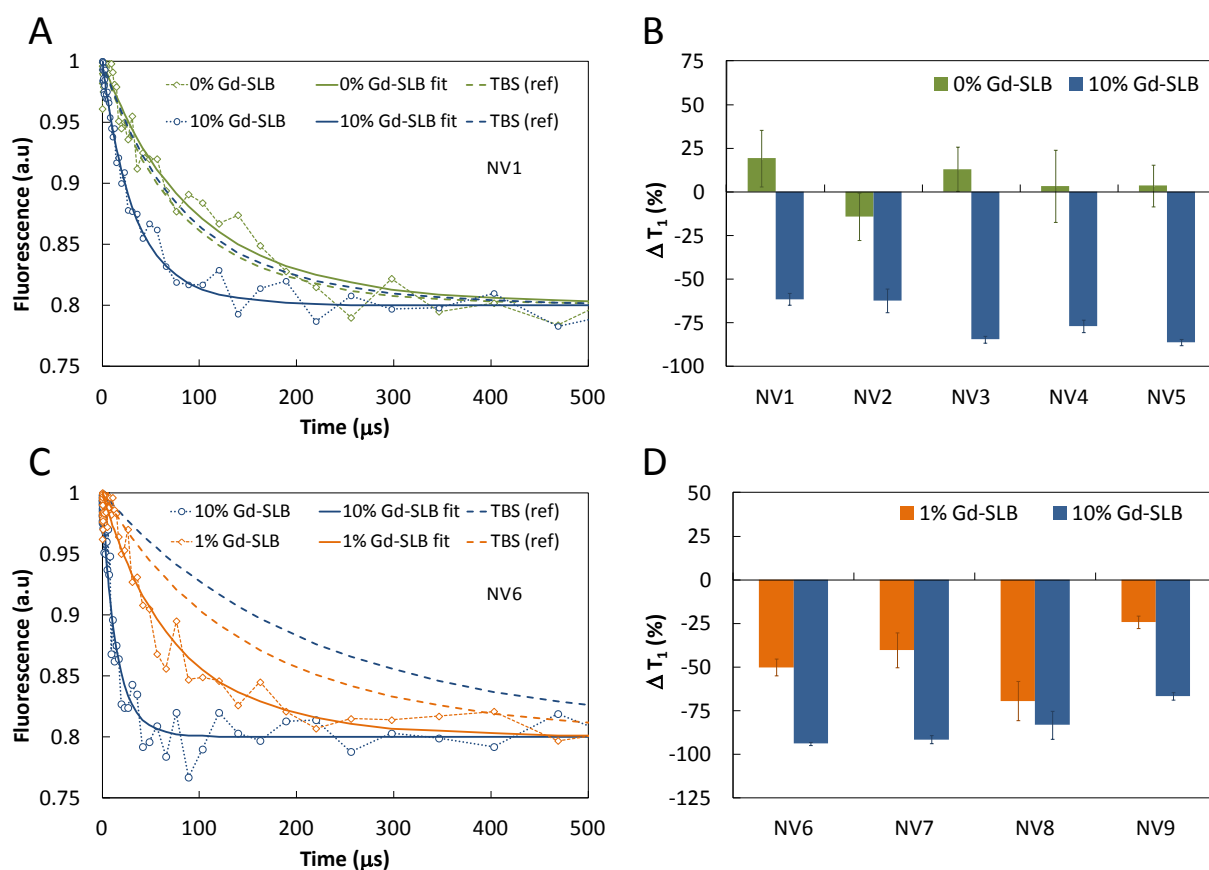 A
1
0.95
0.9
0.85
0.8
0.75
Fluorescence (a.u)
0% Gd-SLB 0% Gd-SLB fit TBS (ref)
10% Gd-SLB 10% Gd-SLB fit TBS (ref)
NV1
0 100 200 300 400 500
Time (μs)
B
75
50
25
0
-25
-50
-75
-100
Δ T₁ (%)
0% Gd-SLB 10% Gd-SLB
NV1 NV2 NV3 NV4 NV5
C
1
0.95
0.9
0.85
0.8
0.75
Fluorescence (a.u)
10% Gd-SLB 10% Gd-SLB fit TBS (ref)
1% Gd-SLB 1% Gd-SLB fit TBS (ref)
NV6
0 100 200 300 400 500
Time (μs)
D
50
25
0
-25
-50
-75
-100
-125
Δ T₁ (%)
1% Gd-SLB 10% Gd-SLB
NV6 NV7 NV8 NV9